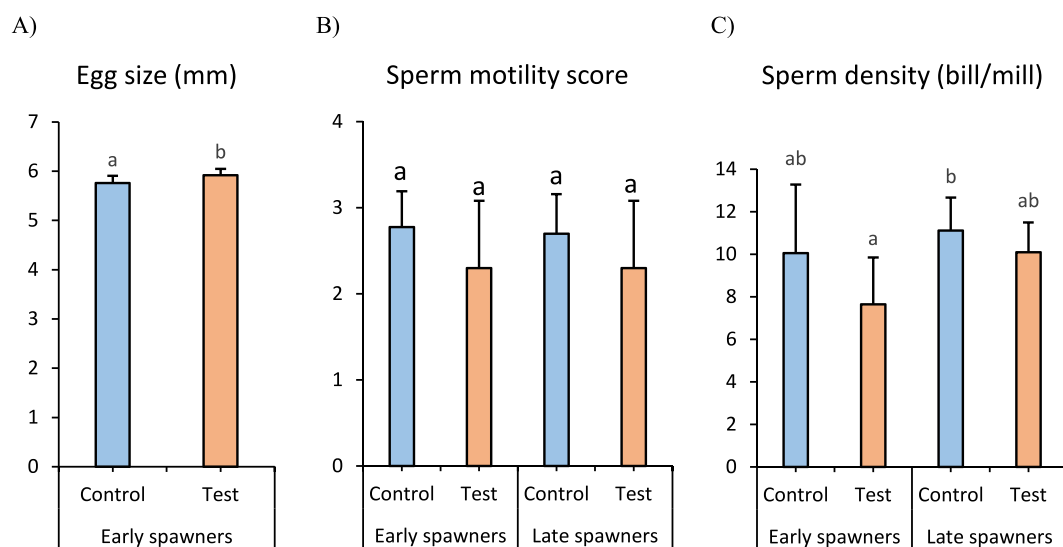 A)
Egg size (mm)
7
6
5
4
3
2
1
0
a
b
Control Test
Early spawners
B)
Sperm motility score
4
3
2
1
0
a
a
a
a
Control Test Control Test
Early spawners Late spawners
C)
Sperm density (bill/mill)
14
12
10
8
6
4
2
0
ab
a
b
ab
Control Test Control Test
Early spawners Late spawners